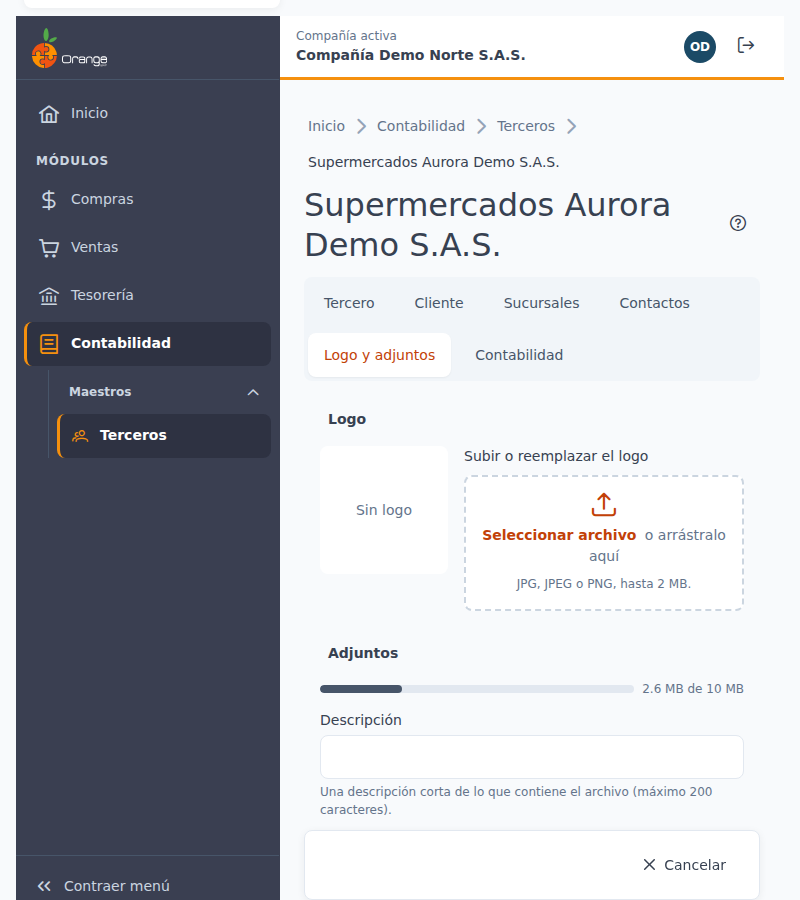 Orange
Inicio
MÓDULOS
Compras
Ventas
Tesorería
Contabilidad
Maestros
Terceros
Contraer menú
Compañía activa
Compañía Demo Norte S.A.S.
OD
Inicio Contabilidad Terceros
Supermercados Aurora Demo S.A.S.
Supermercados Aurora
Demo S.A.S.
Tercero Cliente Sucursales Contactos
Logo y adjuntos Contabilidad
Logo
Sin logo
Subir o reemplazar el logo
Seleccionar archivo o arrástralo
aquí
JPG, JPEG o PNG, hasta 2 MB.
Adjuntos
2.6 MB de 10 MB
Descripción
Una descripción corta de lo que contiene el archivo (máximo 200
caracteres).
Cancelar